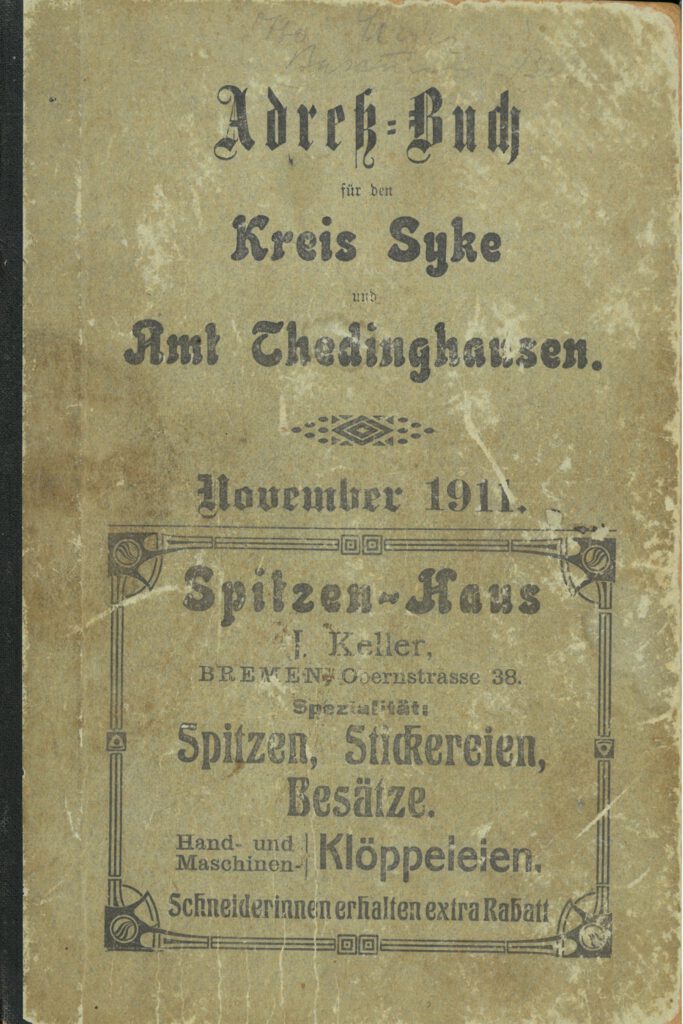 Adreß-Buch
für den
Kreis Syke
und
Amt Thedinghausen.
November 1911.
Spitzen-Haus
J. Keller,
BREMEN, Obernstrasse 38.
Spezialität:
Spitzen, Stickereien,
Besätze.
Hand- und
Maschinen- Klöppeleien.
Schneiderinnen erhalten extra Rabatt